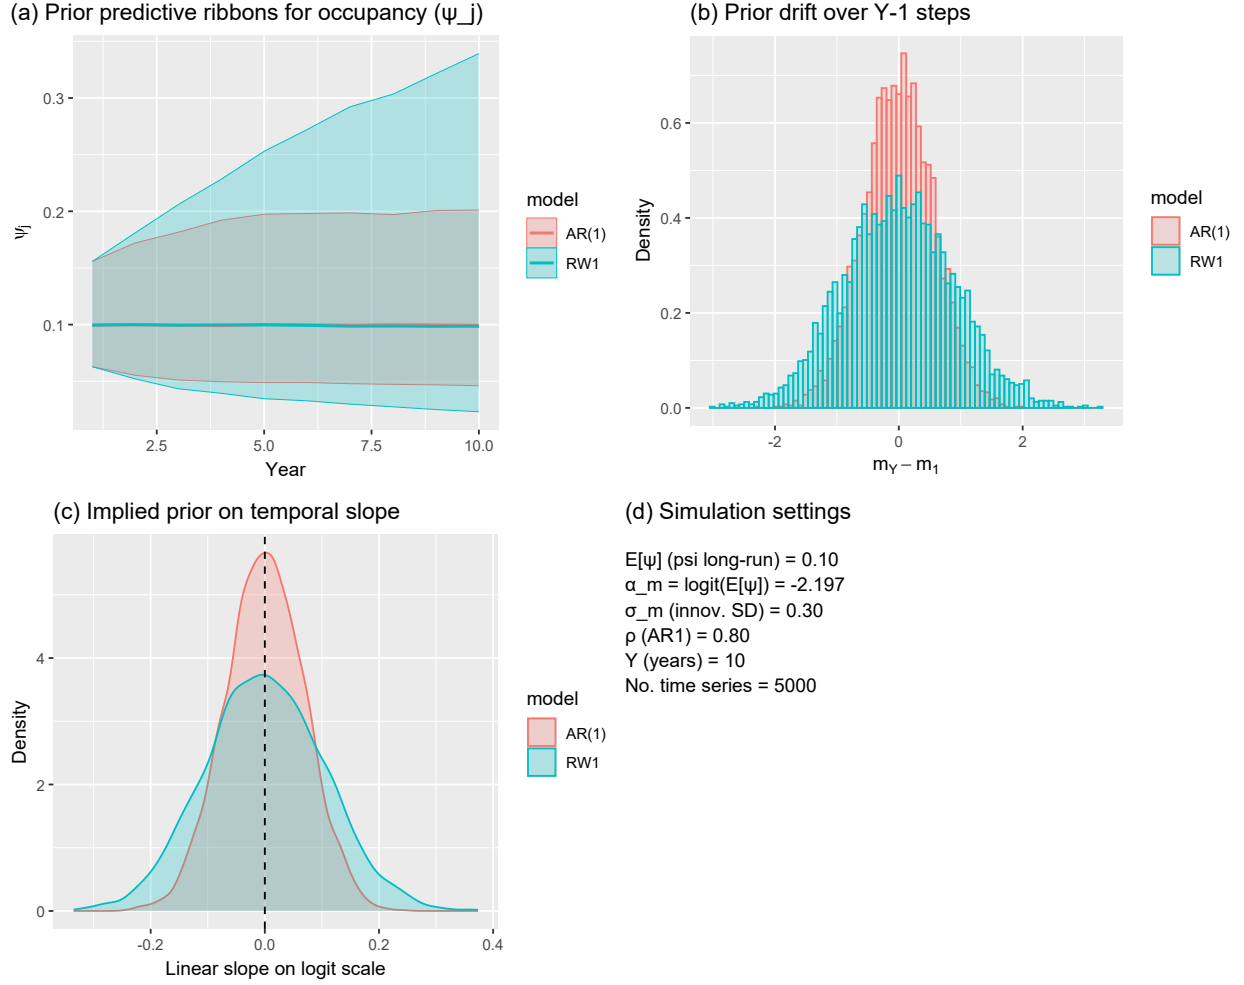 (a) Prior predictive ribbons for occupancy (ψ_j)
0.3
0.2
0.1
ψj
2.5
5.0
7.5
10.0
Year
model
AR(1)
RW1
(b) Prior drift over Y-1 steps
0.6
0.4
0.2
0.0
Density
-2
0
2
mY − m1
model
AR(1)
RW1
(c) Implied prior on temporal slope
4
2
0
Density
-0.2
0.0
0.2
0.4
Linear slope on logit scale
model
AR(1)
RW1
(d) Simulation settings
E[ψ] (psi long-run) = 0.10
α_m = logit(E[ψ]) = -2.197
σ_m (innov. SD) = 0.30
ρ (AR1) = 0.80
Y (years) = 10
No. time series = 5000